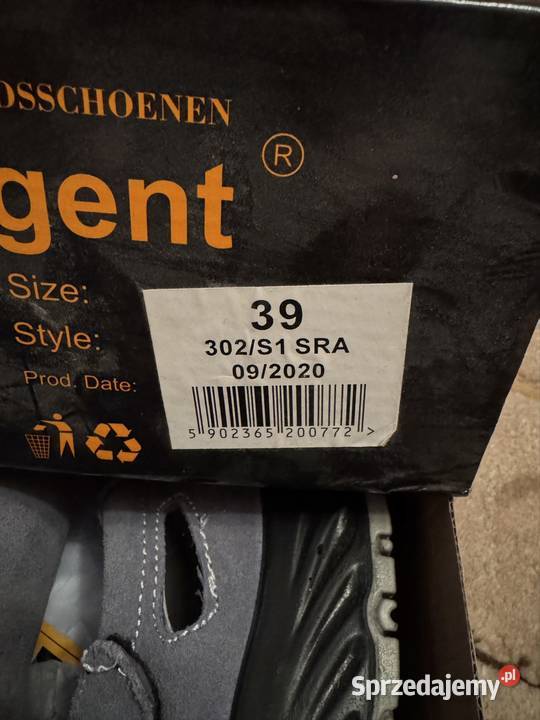 OSSCHOENEN
gent ®
Size:
39
Style:
302/S1 SRA
Prod. Date:
09/2020
5 902365 200772 >
Sprzedajemy.pl